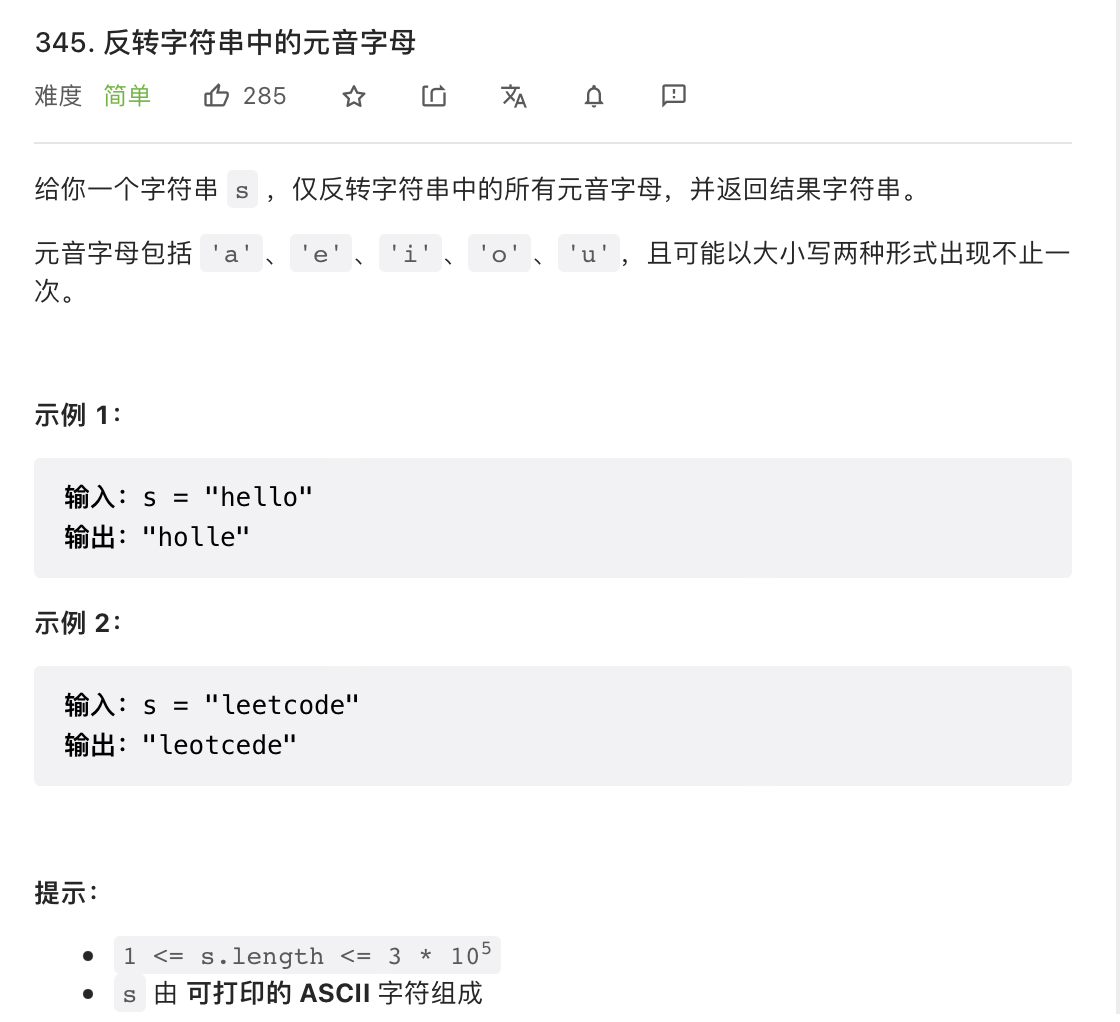 345. 反转字符串中的元音字母
难度 简单 285
给你一个字符串 s ，仅反转字符串中的所有元音字母，并返回结果字符串。
元音字母包括 'a'、'e'、'i'、'o'、'u'，且可能以大小写两种形式出现不止一
次。
示例 1：
输入：s = "hello"
输出："holle"
示例 2：
输入：s = "leetcode"
输出："leotcede"
提示：
1 <= s.length <= 3 * 10⁵
s 由 可打印的 ASCII 字符组成